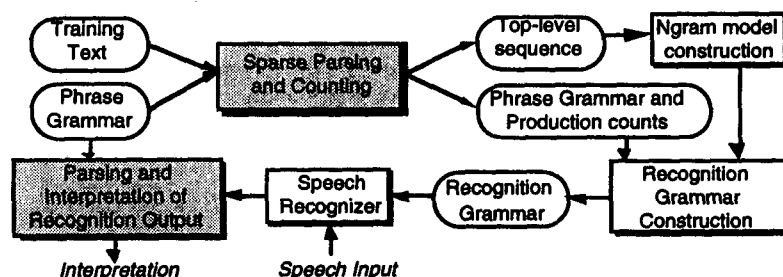 Training
Text
Sparse Parsing
and Counting
Top-level
sequence
Ngram model
construction
Phrase
Grammar
Phrase Grammar and
Production counts
Parsing and
Interpretation of
Recognition Output
Speech
Recognizer
Recognition
Grammar
Recognition
Grammar
Construction
Interpretation
Speech Input